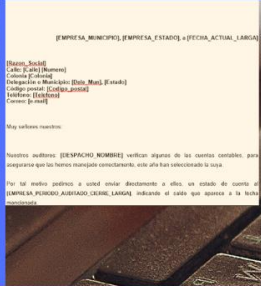 [EMPRESA_MUNICIPIO], [EMPRESA_ESTADO], a [FECHA_ACTUAL_LARGA]
[Razon_Social]
Calle: [Calle] [Numero]
Colonia [Colonia]
Delegación o Municipio: [Dele_Mun], [Estado]
Código postal: [Codigo_postal]
Teléfono: [Telefono]
Correo: [e-mail]
Muy señores nuestros:
Nuestros auditores: [DESPACHO_NOMBRE] verifican algunas de las cuentas contables, para
asegurarse que las hemos manejado correctamente, este año han seleccionado la suya.
Por tal motivo pedimos a usted enviar directamente a ellos, un estado de cuenta al
[EMPRESA_PERIODO_AUDITADO_CIERRE_LARGA], indicando el saldo que aparece a la fecha
mencionada.